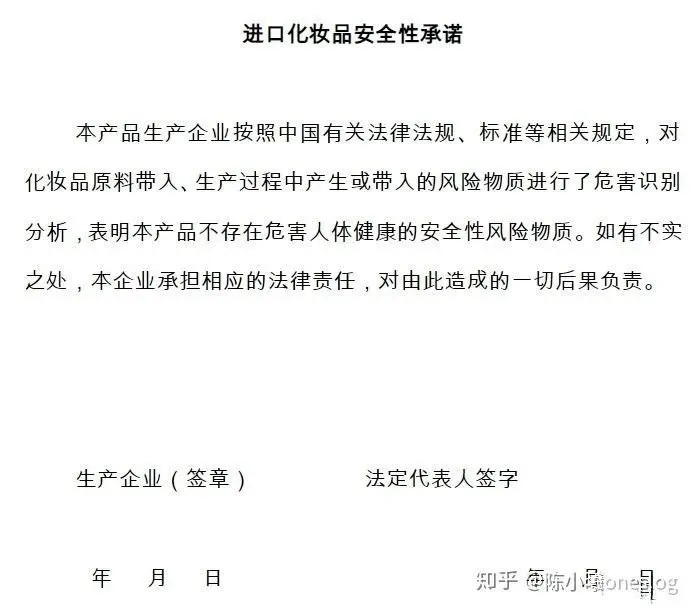 进口化妆品安全性承诺
本产品生产企业按照中国有关法律法规、标准等相关规定，对
化妆品原料带入、生产过程中产生或带入的风险物质进行了危害识别
分析，表明本产品不存在危害人体健康的安全性风险物质。如有不实
之处，本企业承担相应的法律责任，对由此造成的一切后果负责。
生产企业（签章） 法定代表人签字
年 月 日 年 月 日
知乎